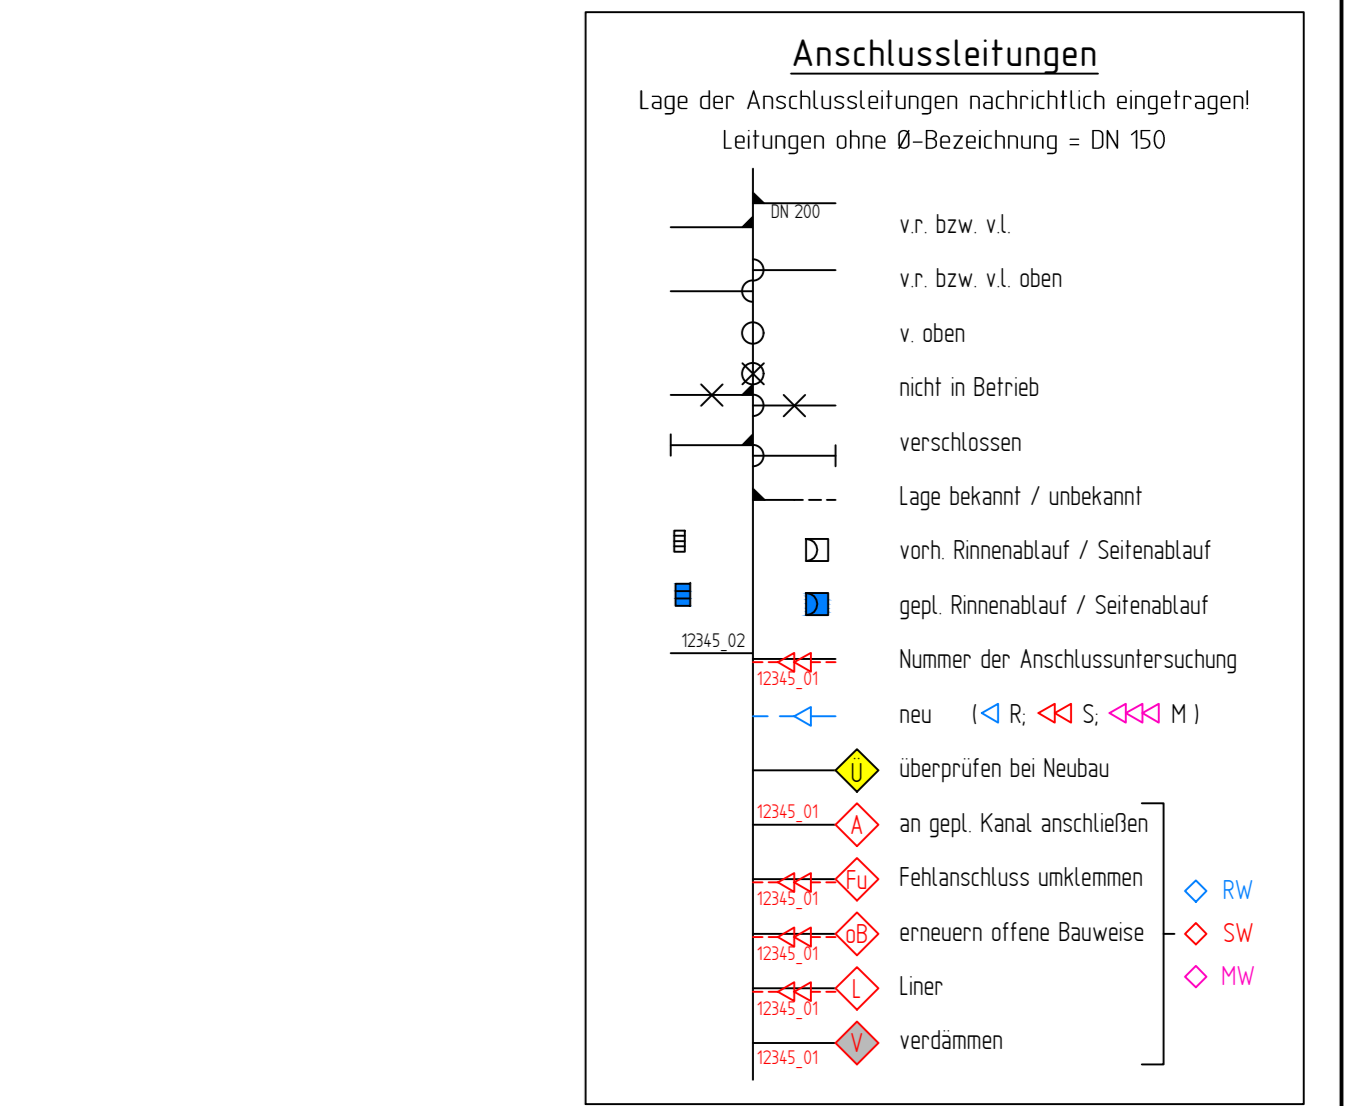 Anschlussleitungen
Lage der Anschlussleitungen nachrichtlich eingetragen!
Leitungen ohne Ø-Bezeichnung = DN 150
DN 200
v.r. bzw. v.l.
v.r. bzw. v.l. oben
v. oben
nicht in Betrieb
verschlossen
Lage bekannt / unbekannt
vorh. Rinnenablauf / Seitenablauf
gepl. Rinnenablauf / Seitenablauf
12345_02
12345_01 Nummer der Anschlussuntersuchung
neu ( R; S; M )
Ü überprüfen bei Neubau
12345_01 A an gepl. Kanal anschließen
12345_01 Fu Fehlanschluss umklemmen
RW
12345_01 oB erneuern offene Bauweise
SW
12345_01 L Liner
MW
12345_01 V verdämmen